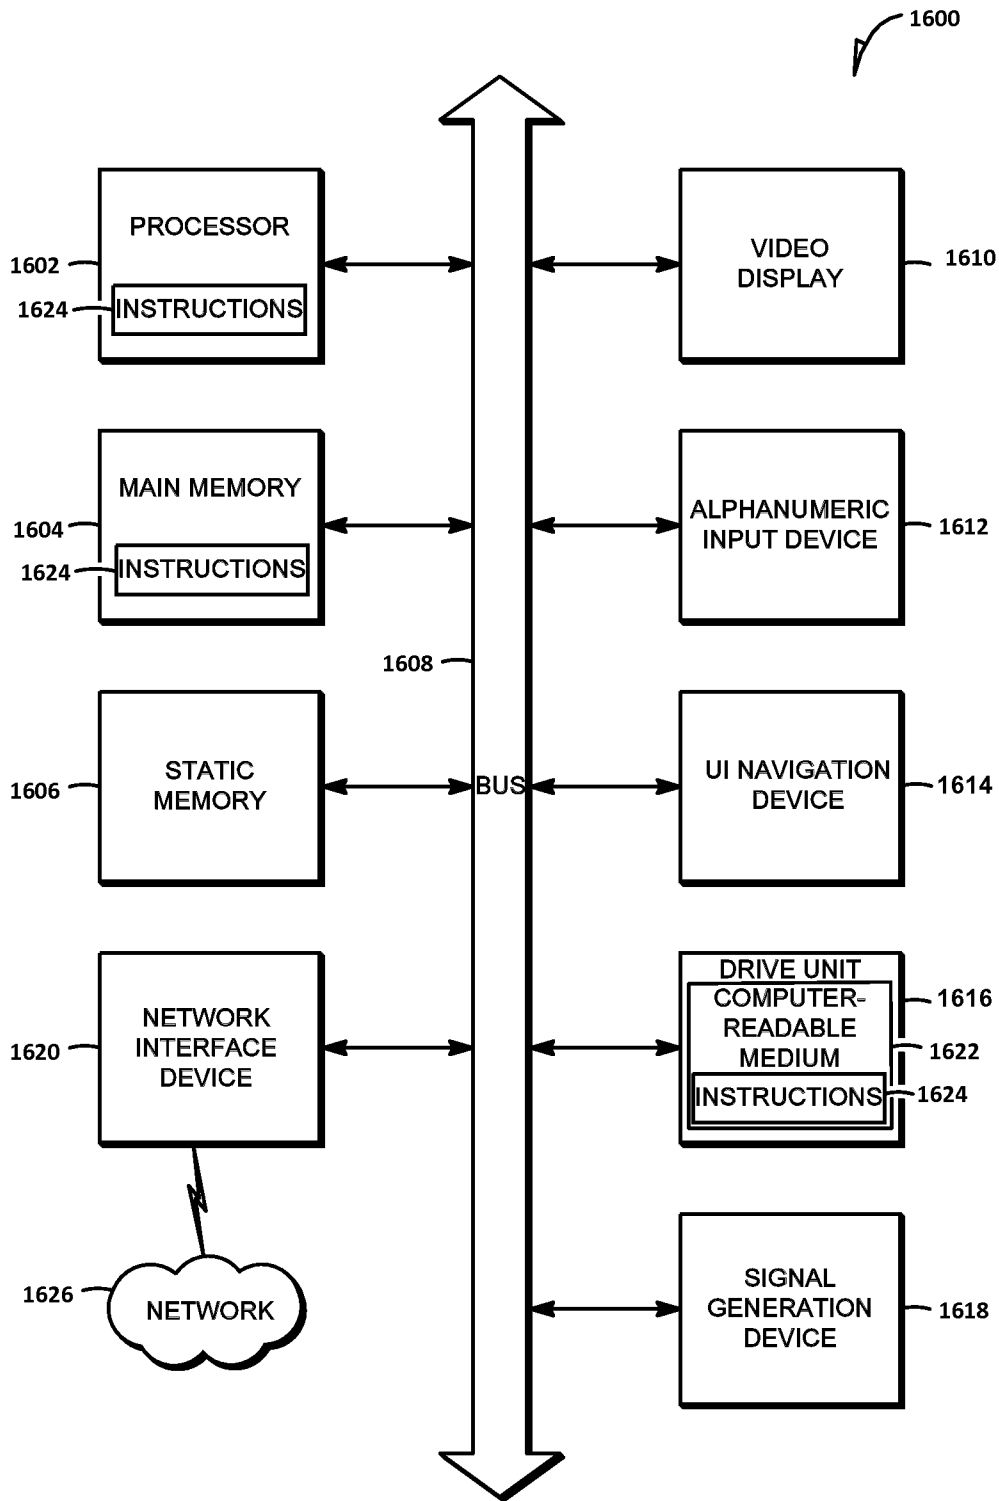 1600
PROCESSOR
1602
1624
INSTRUCTIONS
VIDEO
DISPLAY
1610
MAIN MEMORY
1604
1624
INSTRUCTIONS
ALPHANUMERIC
INPUT DEVICE
1612
1608
STATIC
MEMORY
1606
BUS
UI NAVIGATION
DEVICE
1614
NETWORK
INTERFACE
DEVICE
1620
DRIVE UNIT
COMPUTER-
READABLE
MEDIUM
INSTRUCTIONS
1616
1622
1624
1626
NETWORK
SIGNAL
GENERATION
DEVICE
1618